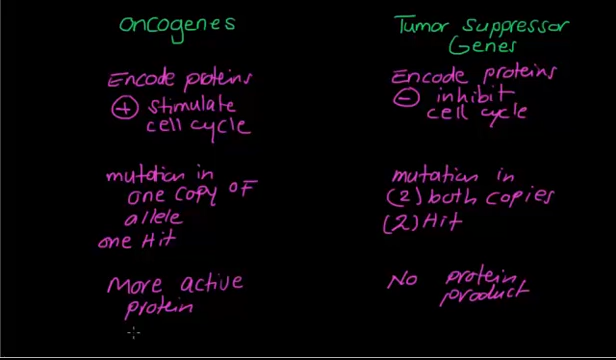 Oncogenes
Encode proteins
+ stimulate
cell cycle
mutation in
one copy of
allele
one Hit
More active
protein
Tumor Suppressor
Genes
Encode proteins
- inhibit
cell cycle
mutation in
(2) both copies
(2) Hit
No protein
product